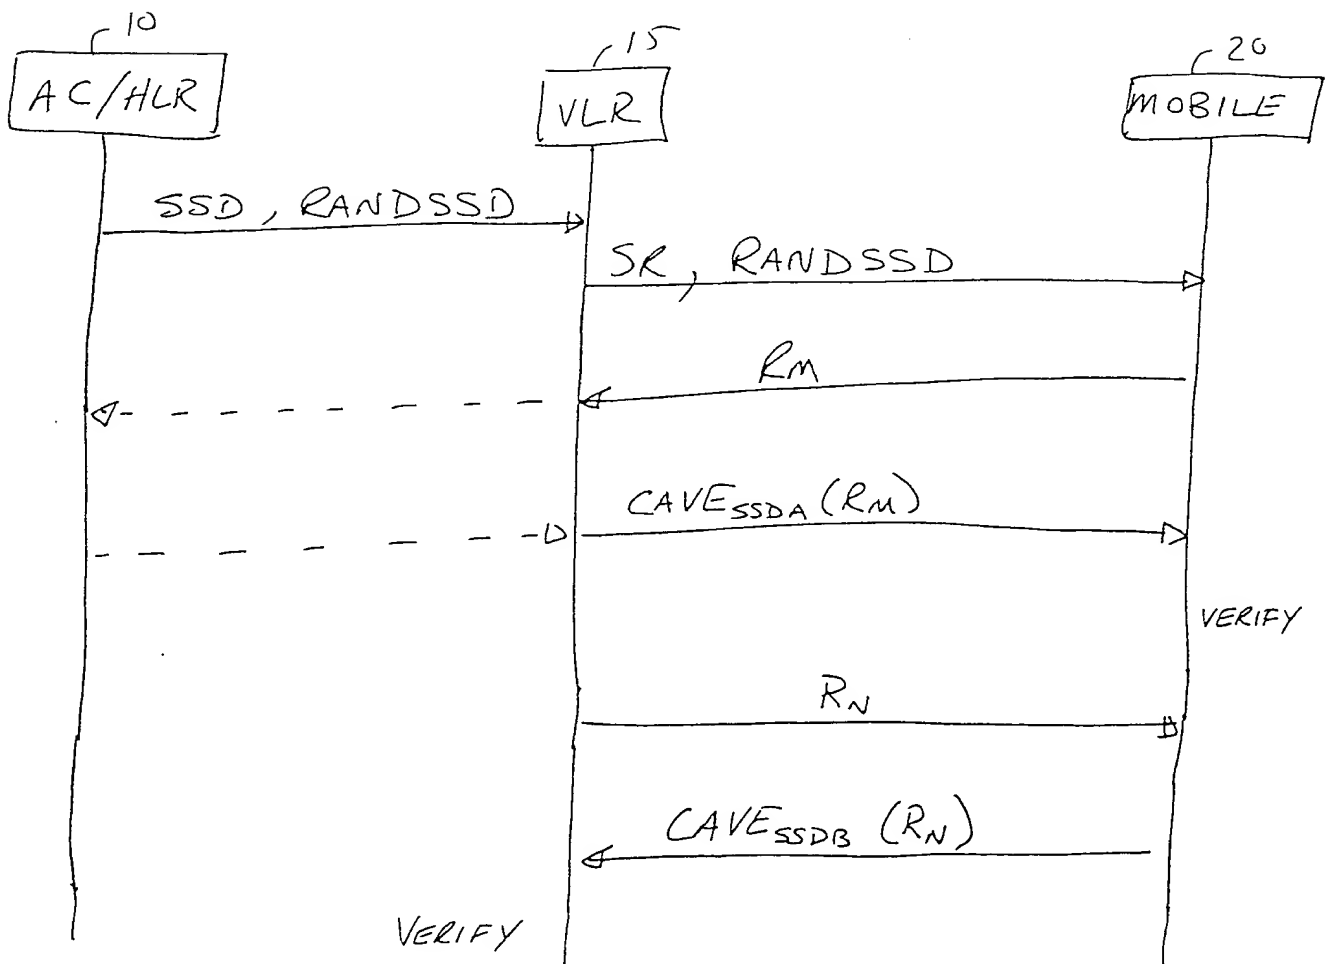 10
15
20
AC/HLR
VLR
MOBILE
SSD, RANDSSD
SR, RANDSSD
RM
CAVESSDA (RM)
VERIFY
RN
CAVESSDB (RN)
VERIFY